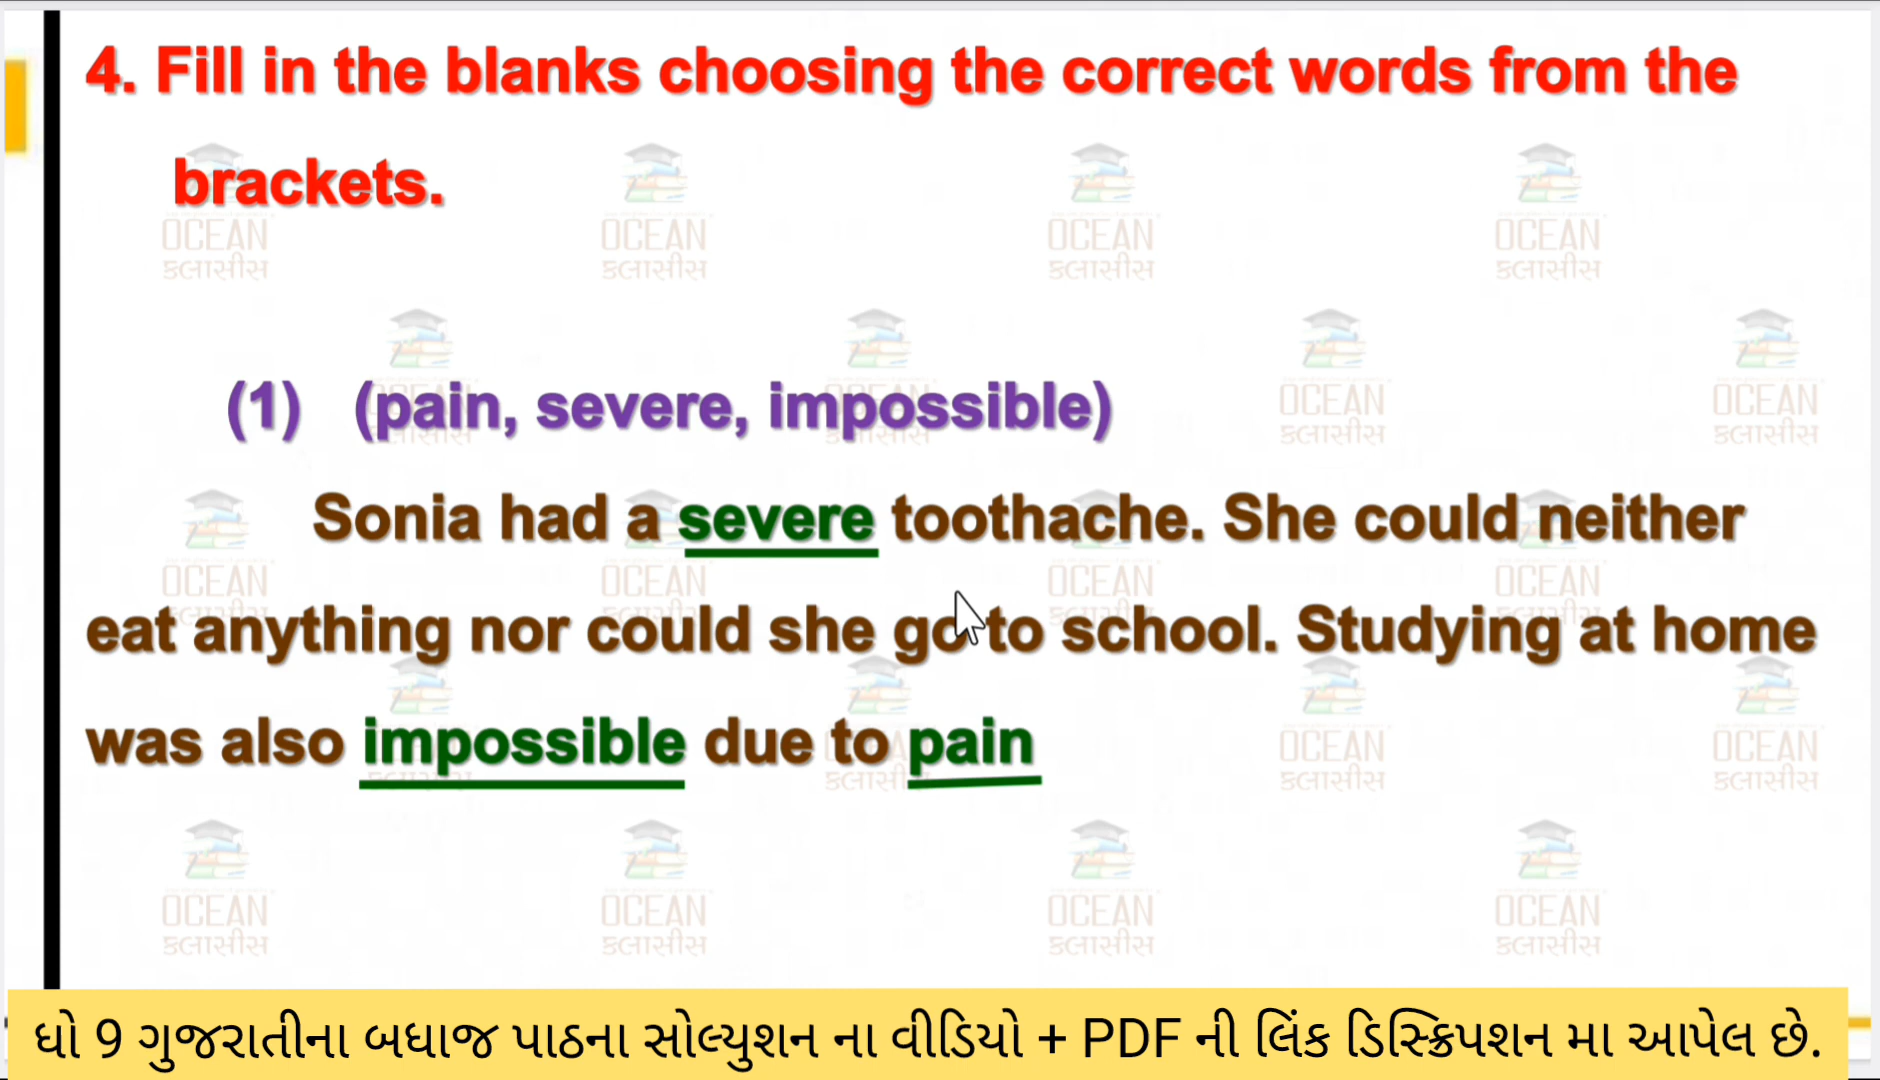 4. Fill in the blanks choosing the correct words from the
brackets.
(1) (pain, severe, impossible)
Sonia had a severe toothache. She could neither
eat anything nor could she go to school. Studying at home
was also impossible due to pain
OCEAN
ક્લાસીસ
ધો 9 ગુજરાતીના બધાજ પાઠના સોલ્યુશન ના વીડિયો + PDF ની લિંક ડિસ્ક્રિપશન મા આપેલ છે.